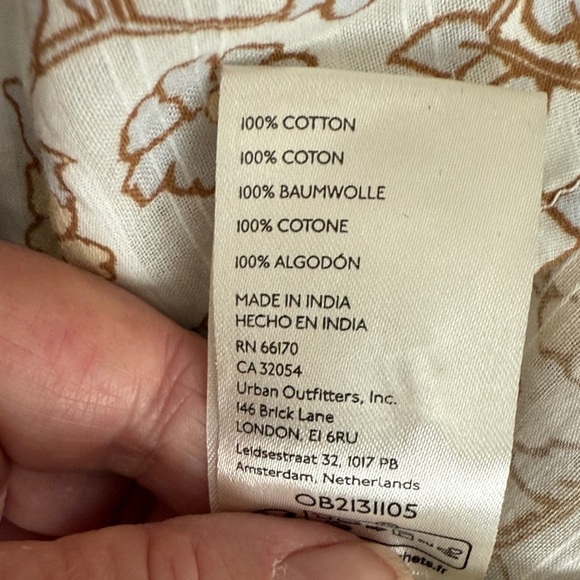 100% COTTON
100% COTON
100% BAUMWOLLE
100% COTONE
100% ALGODÓN
MADE IN INDIA
HECHO EN INDIA
RN 66170
CA 32054
Urban Outfitters, Inc.
146 Brick Lane
LONDON, E1 6RU
Leidsestraat 32, 1017 PB
Amsterdam, Netherlands
OB2131105